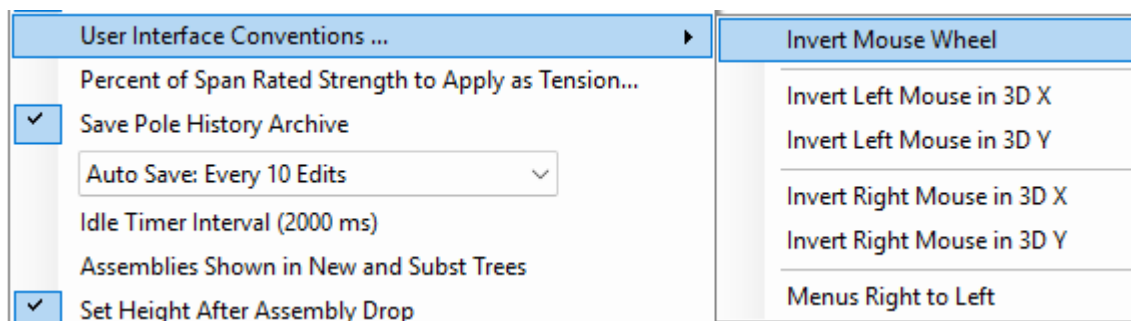 User Interface Conventions ...
Percent of Span Rated Strength to Apply as Tension...
Save Pole History Archive
Auto Save: Every 10 Edits
Idle Timer Interval (2000 ms)
Assemblies Shown in New and Subst Trees
Set Height After Assembly Drop
Invert Mouse Wheel
Invert Left Mouse in 3D X
Invert Left Mouse in 3D Y
Invert Right Mouse in 3D X
Invert Right Mouse in 3D Y
Menus Right to Left